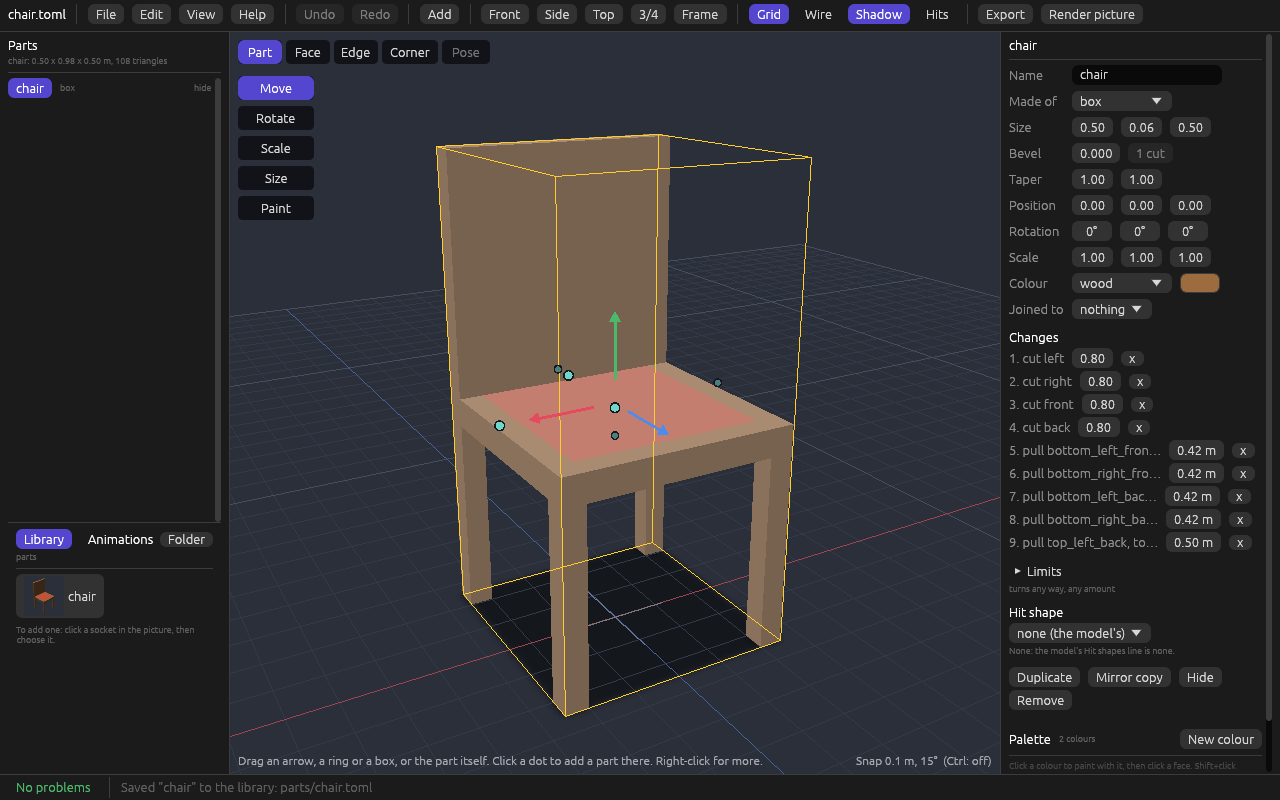 chair.toml File Edit View Help Undo Redo Add Front Side Top 3/4 Frame Grid Wire Shadow Hits Export Render picture
Parts
chair: 0.50 x 0.98 x 0.50 m, 108 triangles
chair box hide
Library Animations Folder
parts
chair
To add one: click a socket in the picture, then
choose it.
Part Face Edge Corner Pose
Move
Rotate
Scale
Size
Paint
Drag an arrow, a ring or a box, or the part itself. Click a dot to add a part there. Right-click for more.
Snap 0.1 m, 15° (Ctrl: off)
chair
Name chair
Made of box
Size 0.50 0.06 0.50
Bevel 0.000 1 cut
Taper 1.00 1.00
Position 0.00 0.00 0.00
Rotation 0° 0° 0°
Scale 1.00 1.00 1.00
Colour wood
Joined to nothing
Changes
1. cut left 0.80 x
2. cut right 0.80 x
3. cut front 0.80 x
4. cut back 0.80 x
5. pull bottom_left_fron... 0.42 m x
6. pull bottom_right_fro... 0.42 m x
7. pull bottom_left_bac... 0.42 m x
8. pull bottom_right_ba... 0.42 m x
9. pull top_left_back, to... 0.50 m x
Limits
turns any way, any amount
Hit shape
none (the model's)
None: the model's Hit shapes line is none.
Duplicate Mirror copy Hide
Remove
Palette 2 colours New colour
Click a colour to paint with it, then click a face. Shift+click
No problems Saved "chair" to the library: parts/chair.toml